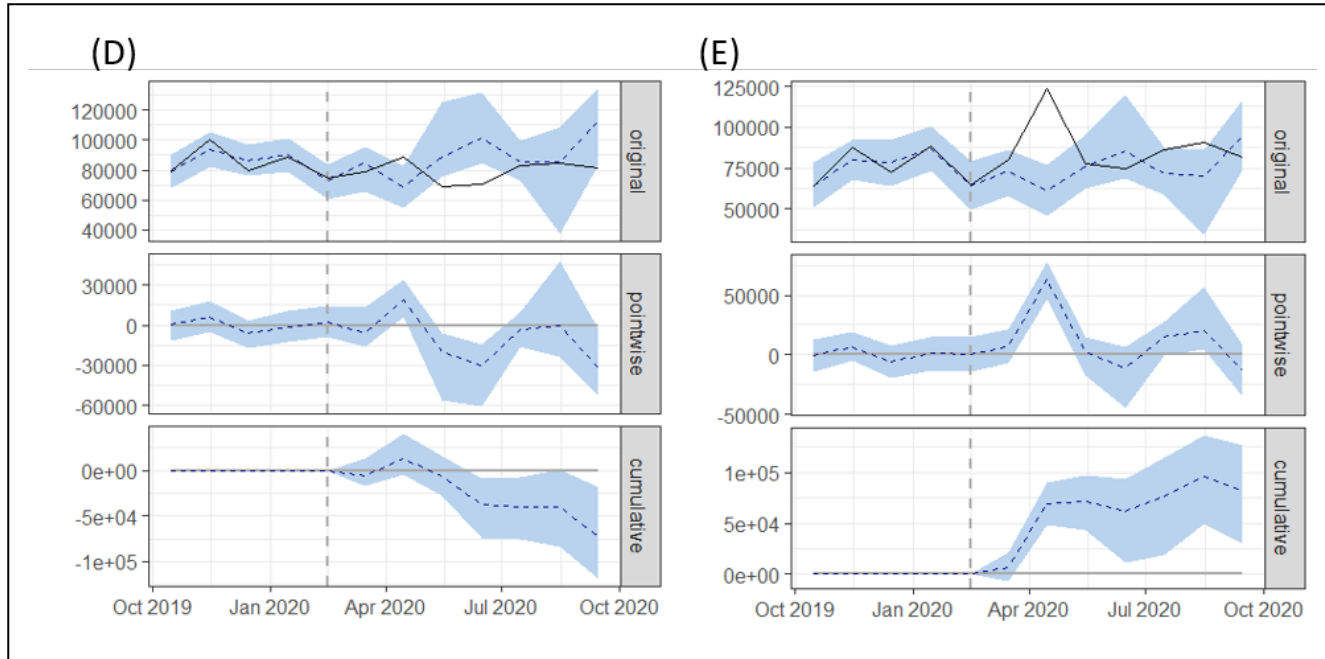 (D)
120000
100000
80000
60000
40000
original
30000
0
-30000
-60000
pointwise
0e+00
-5e+04
-1e+05
cumulative
Oct 2019 Jan 2020 Apr 2020 Jul 2020 Oct 2020
(E)
125000
100000
75000
50000
original
50000
0
-50000
pointwise
1e+05
5e+04
0e+00
cumulative
Oct 2019 Jan 2020 Apr 2020 Jul 2020 Oct 2020